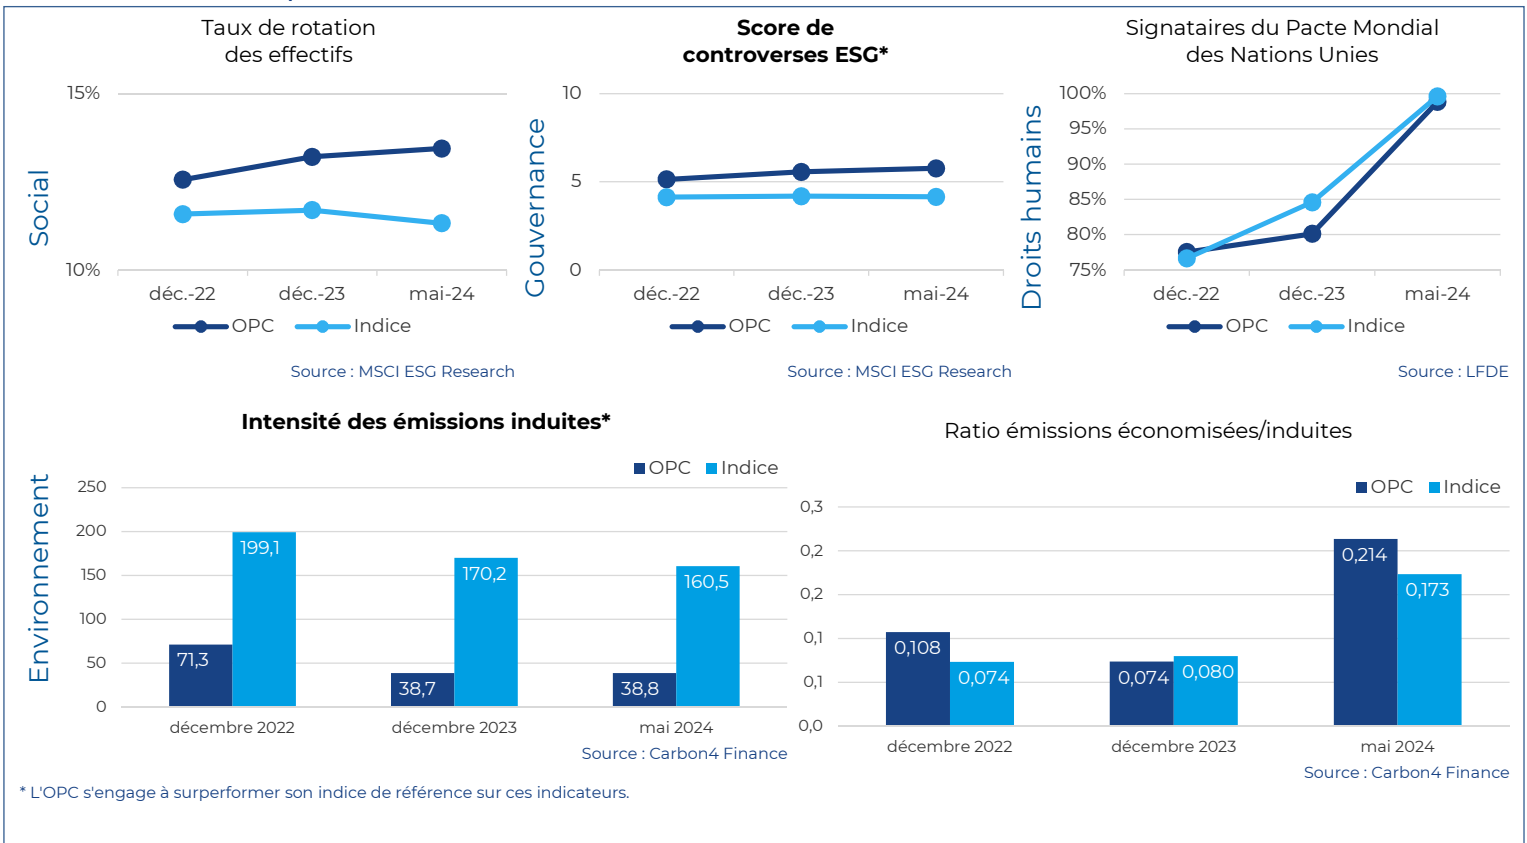 Taux de rotation
des effectifs
Social
15%
10%
déc.-22
déc.-23
mai-24
OPC
Indice
Source : MSCI ESG Research
Score de
controverses ESG*
Gouvernance
10
5
0
déc.-22
déc.-23
mai-24
OPC
Indice
Source : MSCI ESG Research
Signataires du Pacte Mondial
des Nations Unies
Droits humains
100%
95%
90%
85%
80%
75%
déc.-22
déc.-23
mai-24
OPC
Indice
Source : LFDE
Intensité des émissions induites*
Environnement
OPC
Indice
250
200
150
100
50
0
71,3
199,1
38,7
170,2
38,8
160,5
décembre 2022
décembre 2023
mai 2024
Source : Carbon4 Finance
Ratio émissions économisées/induites
OPC
Indice
0,3
0,2
0,2
0,1
0,1
0,0
0,108
0,074
0,074
0,080
0,214
0,173
décembre 2022
décembre 2023
mai 2024
Source : Carbon4 Finance
* L'OPC s'engage à surperformer son indice de référence sur ces indicateurs.